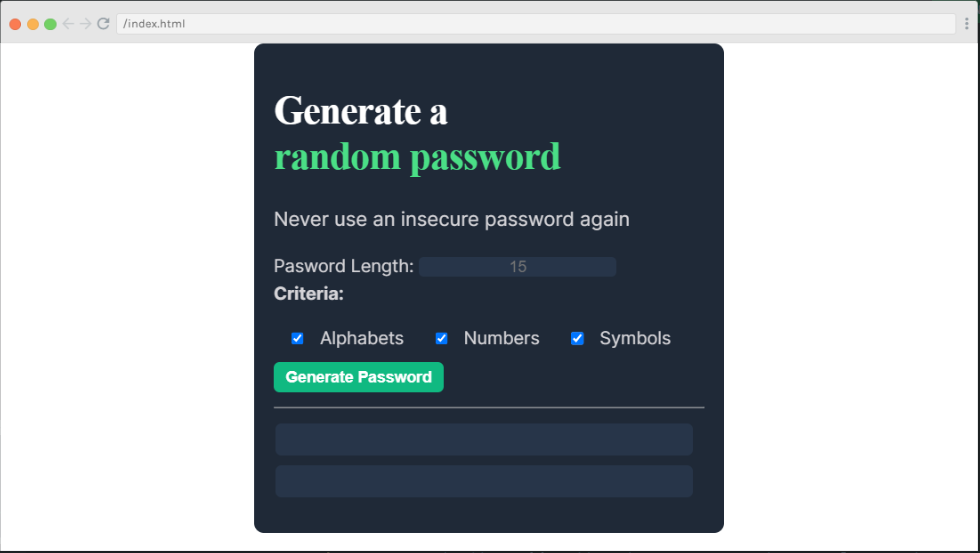 /index.html
Generate a
random password
Never use an insecure password again
Pasword Length: 15
Criteria:
Alphabets Numbers Symbols
Generate Password